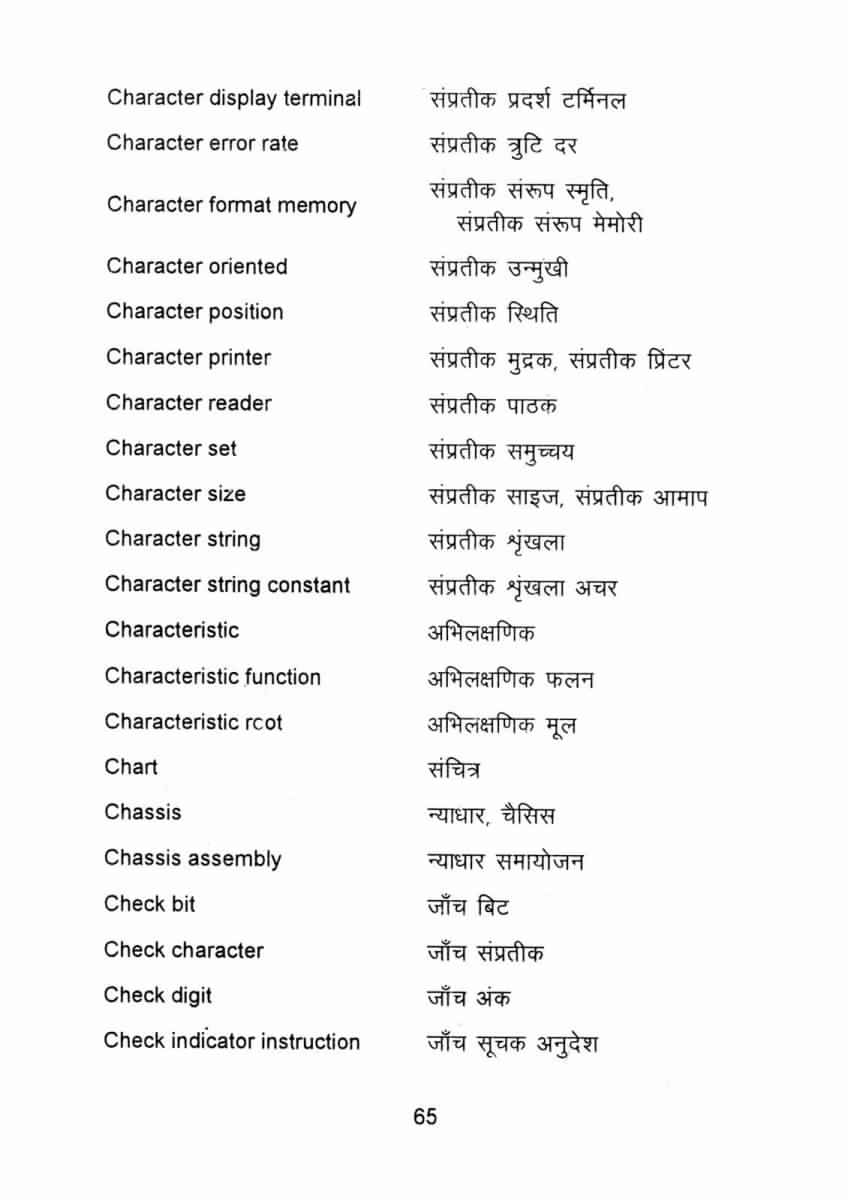 Character display terminal संप्रतीक प्रदर्श टर्मिनल
Character error rate संप्रतीक त्रुटि दर
Character format memory संप्रतीक संरूप स्मृति,
संप्रतीक संरूप मेमोरी
Character oriented संप्रतीक उन्मुखी
Character position संप्रतीक स्थिति
Character printer संप्रतीक मुद्रक, संप्रतीक प्रिंटर
Character reader संप्रतीक पाठक
Character set संप्रतीक समुच्चय
Character size संप्रतीक साइज, संप्रतीक आमाप
Character string संप्रतीक शृंखला
Character string constant संप्रतीक शृंखला अचर
Characteristic अभिलक्षणिक
Characteristic function अभिलक्षणिक फलन
Characteristic root अभिलक्षणिक मूल
Chart संचित्र
Chassis न्याधार, चैसिस
Chassis assembly न्याधार समायोजन
Check bit जाँच बिट
Check character जाँच संप्रतीक
Check digit जाँच अंक
Check indicator instruction जाँच सूचक अनुदेश
65